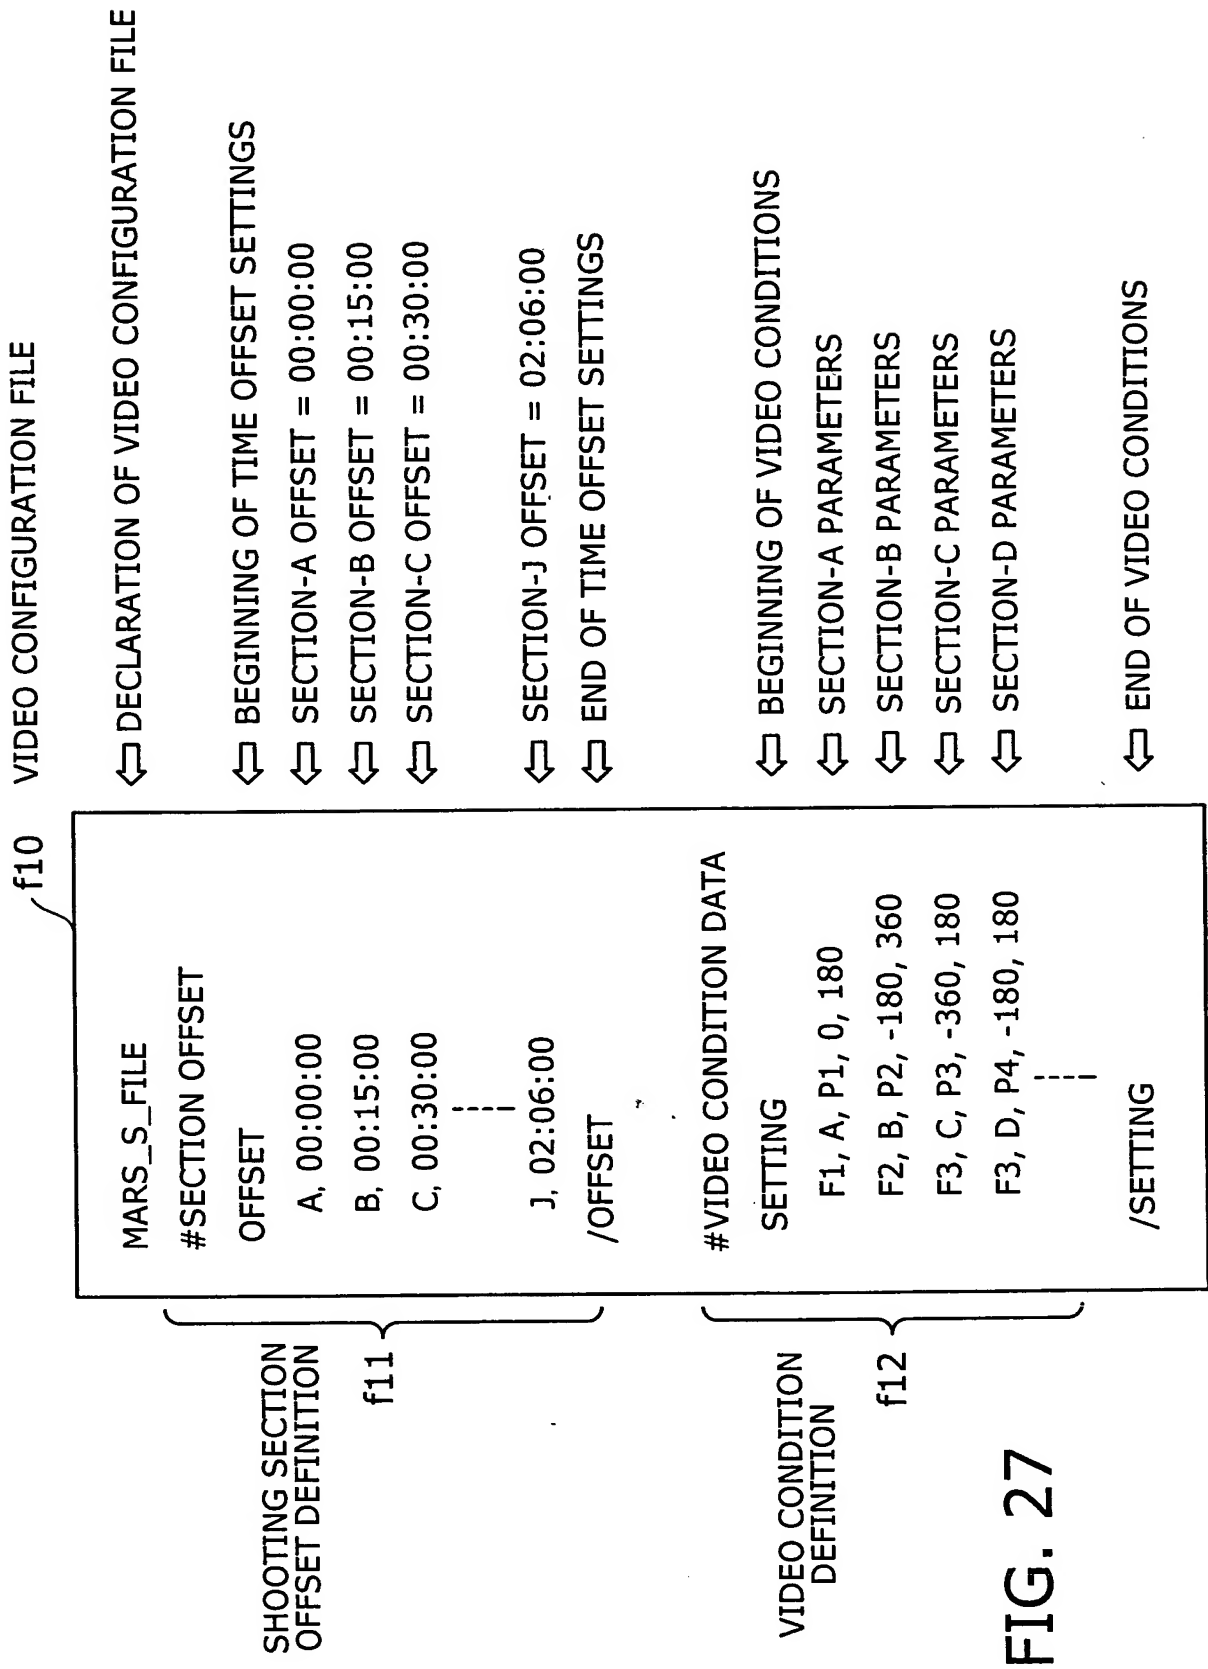 f10 VIDEO CONFIGURATION FILE
MARS_S_FILE ⇦ DECLARATION OF VIDEO CONFIGURATION FILE
SHOOTING SECTION
OFFSET DEFINITION
f11
#SECTION OFFSET
OFFSET ⇦ BEGINNING OF TIME OFFSET SETTINGS
A, 00:00:00 ⇦ SECTION-A OFFSET = 00:00:00
B, 00:15:00 ⇦ SECTION-B OFFSET = 00:15:00
C, 00:30:00 ⇦ SECTION-C OFFSET = 00:30:00
J, 02:06:00 ⇦ SECTION-J OFFSET = 02:06:00
/OFFSET ⇦ END OF TIME OFFSET SETTINGS
VIDEO CONDITION
DEFINITION
f12
#VIDEO CONDITION DATA
SETTING ⇦ BEGINNING OF VIDEO CONDITIONS
F1, A, P1, 0, 180 ⇦ SECTION-A PARAMETERS
F2, B, P2, -180, 360 ⇦ SECTION-B PARAMETERS
F3, C, P3, -360, 180 ⇦ SECTION-C PARAMETERS
F3, D, P4, -180, 180 ⇦ SECTION-D PARAMETERS
/SETTING ⇦ END OF VIDEO CONDITIONS
FIG. 27